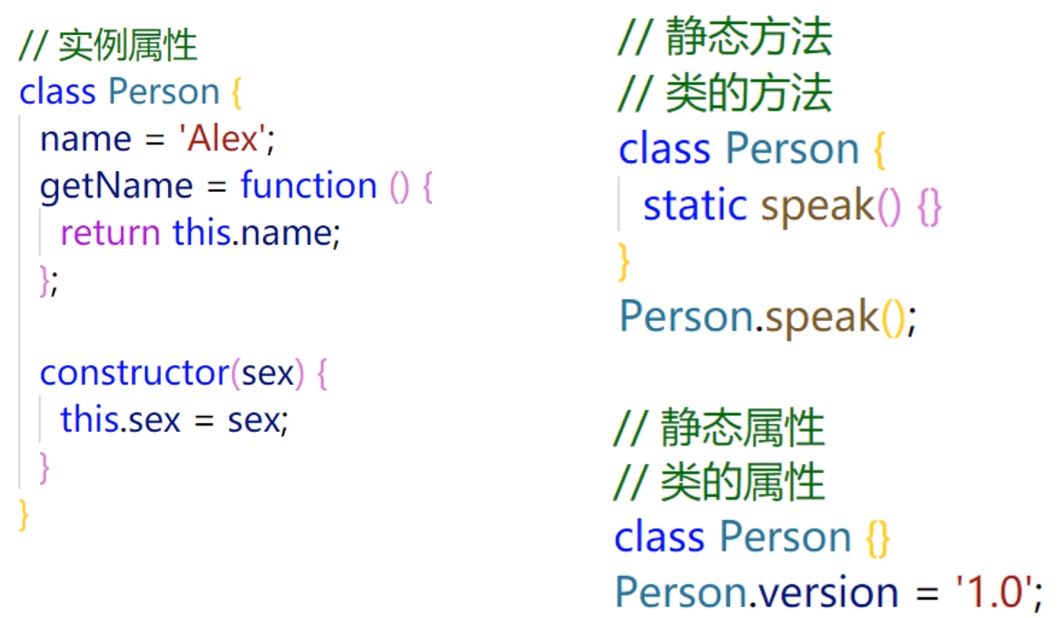 // 实例属性
class Person {
name = 'Alex';
getName = function () {
return this.name;
};
constructor(sex) {
this.sex = sex;
}
}
// 静态方法
// 类的方法
class Person {
static speak() {}
}
Person.speak();
// 静态属性
// 类的属性
class Person {}
Person.version = '1.0';